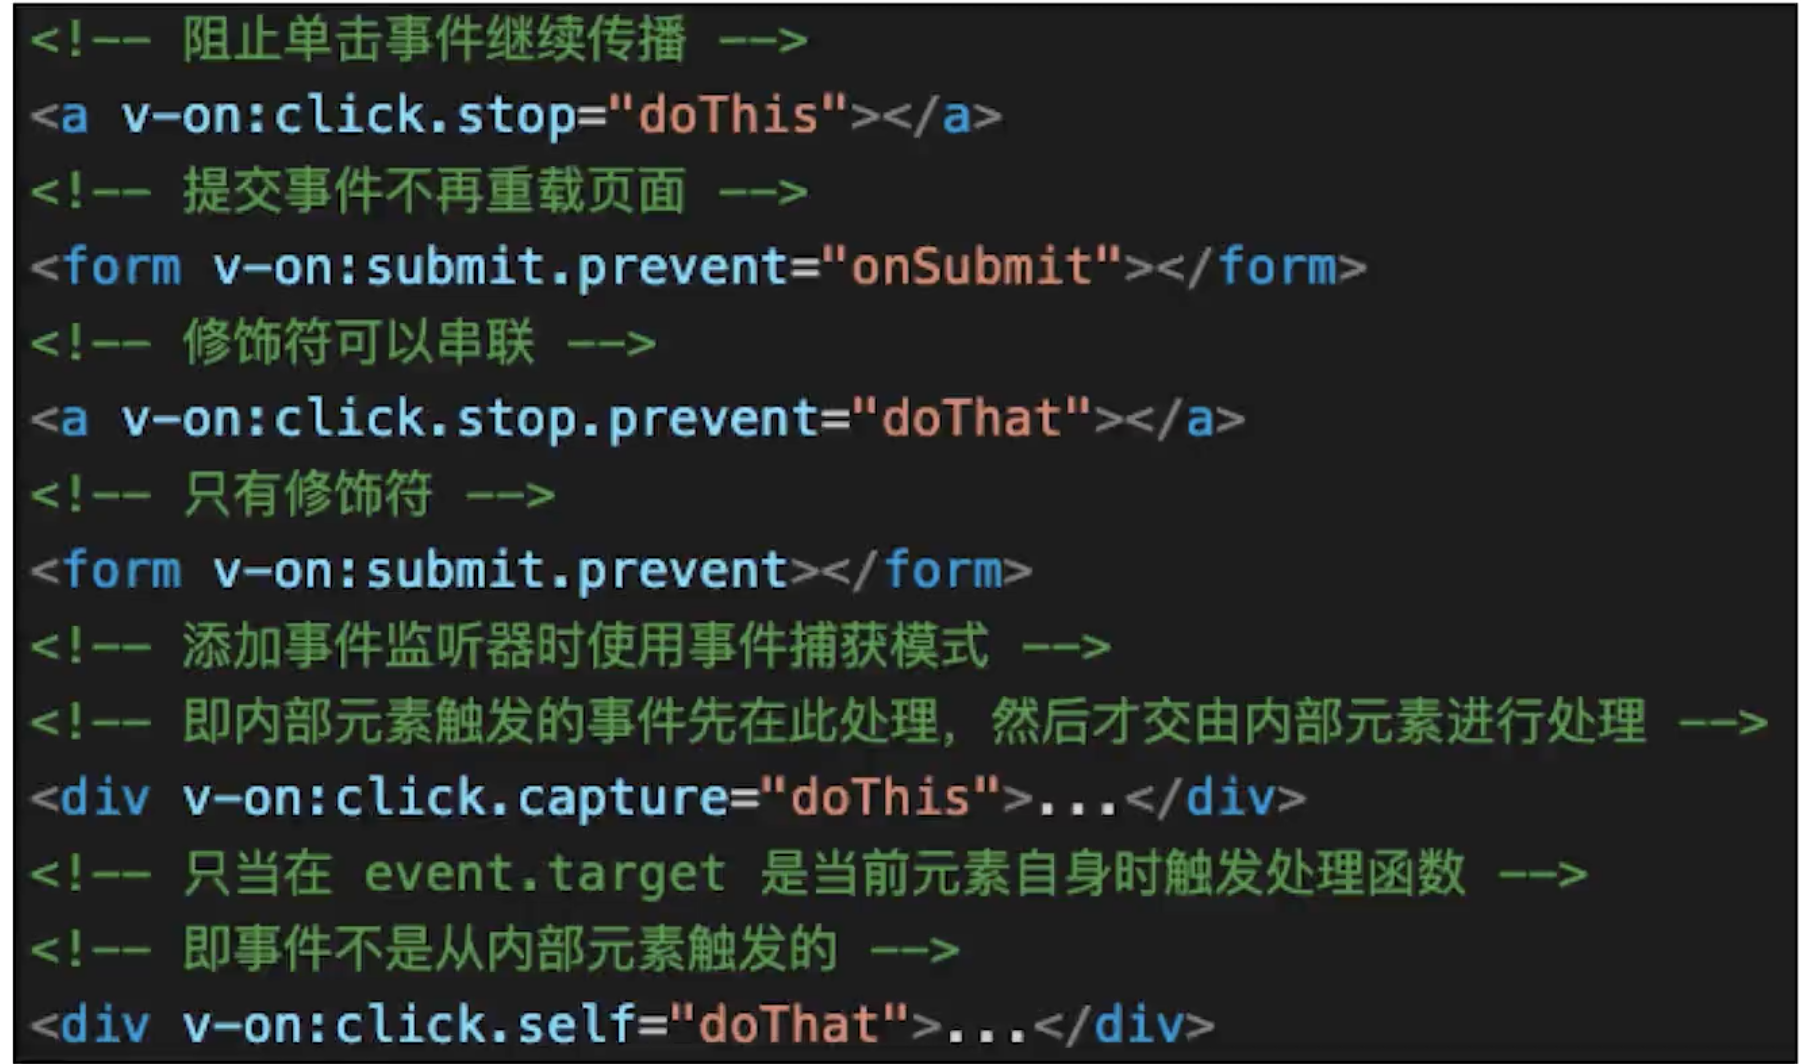 <!-- 阻止单击事件继续传播 -->
<a v-on:click.stop="doThis"></a>
<!-- 提交事件不再重载页面 -->
<form v-on:submit.prevent="onSubmit"></form>
<!-- 修饰符可以串联 -->
<a v-on:click.stop.prevent="doThat"></a>
<!-- 只有修饰符 -->
<form v-on:submit.prevent></form>
<!-- 添加事件监听器时使用事件捕获模式 -->
<!-- 即内部元素触发的事件先在此处理，然后才交由内部元素进行处理 -->
<div v-on:click.capture="doThis">...</div>
<!-- 只当在 event.target 是当前元素自身时触发处理函数 -->
<!-- 即事件不是从内部元素触发的 -->
<div v-on:click.self="doThat">...</div>